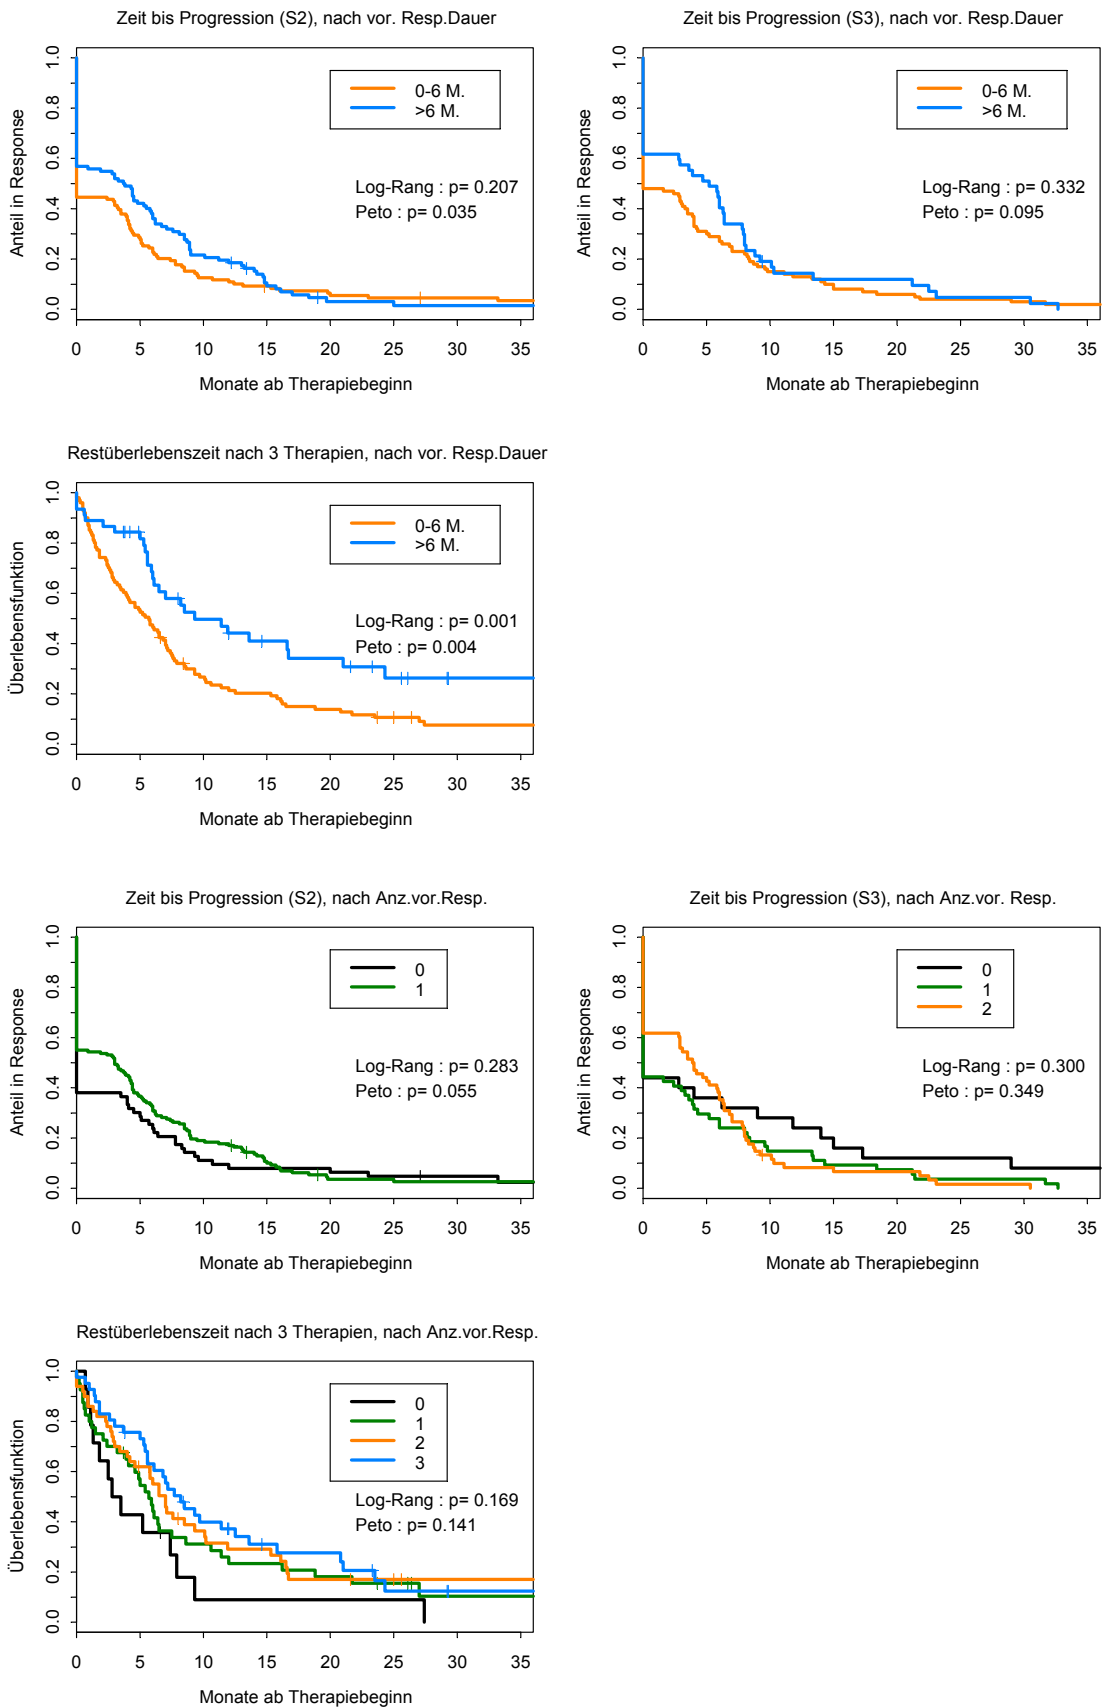 Zeit bis Progression (S2), nach vor. Resp.Dauer
Anteil in Response
0.0 0.2 0.4 0.6 0.8 1.0
0-6 M.
>6 M.
Log-Rang : p= 0.207
Peto : p= 0.035
0 5 10 15 20 25 30 35
Monate ab Therapiebeginn
Zeit bis Progression (S3), nach vor. Resp.Dauer
Anteil in Response
0.0 0.2 0.4 0.6 0.8 1.0
0-6 M.
>6 M.
Log-Rang : p= 0.332
Peto : p= 0.095
0 5 10 15 20 25 30 35
Monate ab Therapiebeginn
Restüberlebenszeit nach 3 Therapien, nach vor. Resp.Dauer
Überlebensfunktion
0.0 0.2 0.4 0.6 0.8 1.0
0-6 M.
>6 M.
Log-Rang : p= 0.001
Peto : p= 0.004
0 5 10 15 20 25 30 35
Monate ab Therapiebeginn
Zeit bis Progression (S2), nach Anz.vor.Resp.
Anteil in Response
0.0 0.2 0.4 0.6 0.8 1.0
0
1
Log-Rang : p= 0.283
Peto : p= 0.055
0 5 10 15 20 25 30 35
Monate ab Therapiebeginn
Zeit bis Progression (S3), nach Anz.vor. Resp.
Anteil in Response
0.0 0.2 0.4 0.6 0.8 1.0
0
1
2
Log-Rang : p= 0.300
Peto : p= 0.349
0 5 10 15 20 25 30 35
Monate ab Therapiebeginn
Restüberlebenszeit nach 3 Therapien, nach Anz.vor.Resp.
Überlebensfunktion
0.0 0.2 0.4 0.6 0.8 1.0
0
1
2
3
Log-Rang : p= 0.169
Peto : p= 0.141
0 5 10 15 20 25 30 35
Monate ab Therapiebeginn